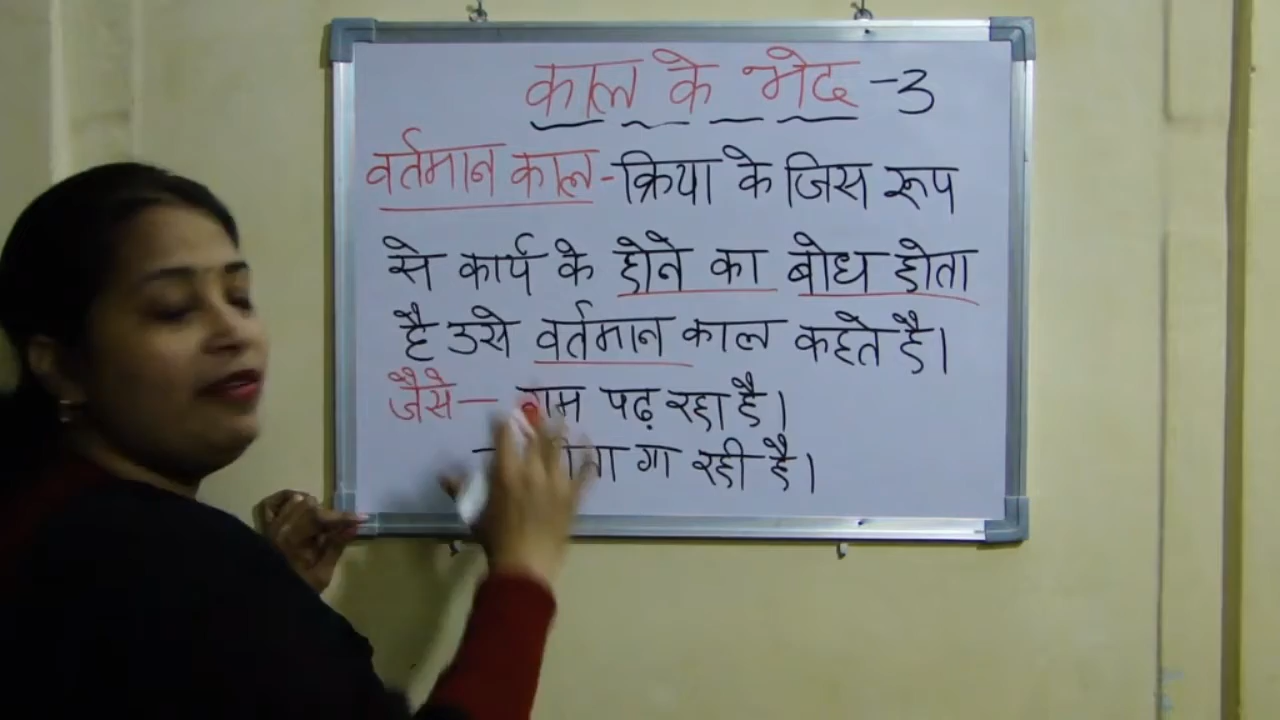 काल के भेद -3
वर्तमान काल - क्रिया के जिस रूप
से कार्य के होने का बोध होता
है उसे वर्तमान काल कहते है।
जैसे — राम पढ़ रहा है।
गा रही है।